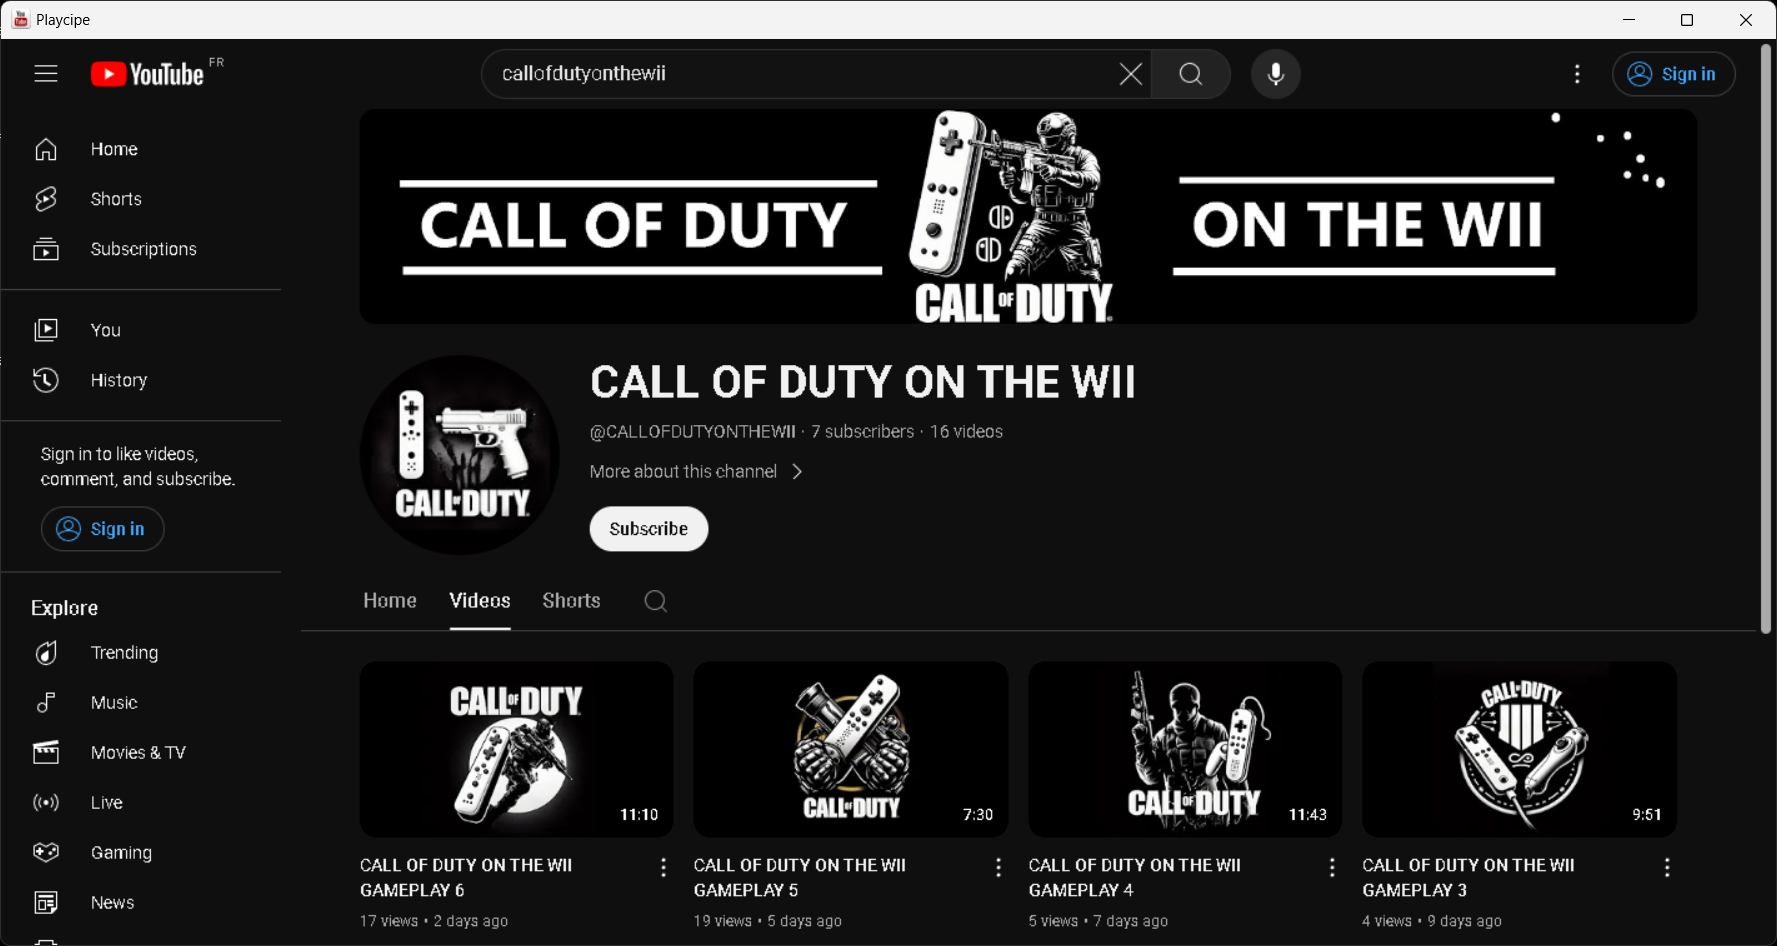 Playcipe
YouTube FR
callofdutyonthewii
Sign in
Home
Shorts
Subscriptions
You
History
Sign in to like videos,
comment, and subscribe.
Sign in
Explore
Trending
Music
Movies & TV
Live
Gaming
News
CALL OF DUTY
CALL OF DUTY
ON THE WII
CALL OF DUTY
CALL OF DUTY ON THE WII
@CALLOFDUTYONTHEWII · 7 subscribers · 16 videos
More about this channel
Subscribe
Home Videos Shorts
CALL OF DUTY
11:10
CALL OF DUTY
7:30
CALL OF DUTY
11:43
CALL OF DUTY
9:51
CALL OF DUTY ON THE WII
GAMEPLAY 6
17 views • 2 days ago
CALL OF DUTY ON THE WII
GAMEPLAY 5
19 views • 5 days ago
CALL OF DUTY ON THE WII
GAMEPLAY 4
5 views • 7 days ago
CALL OF DUTY ON THE WII
GAMEPLAY 3
4 views • 9 days ago